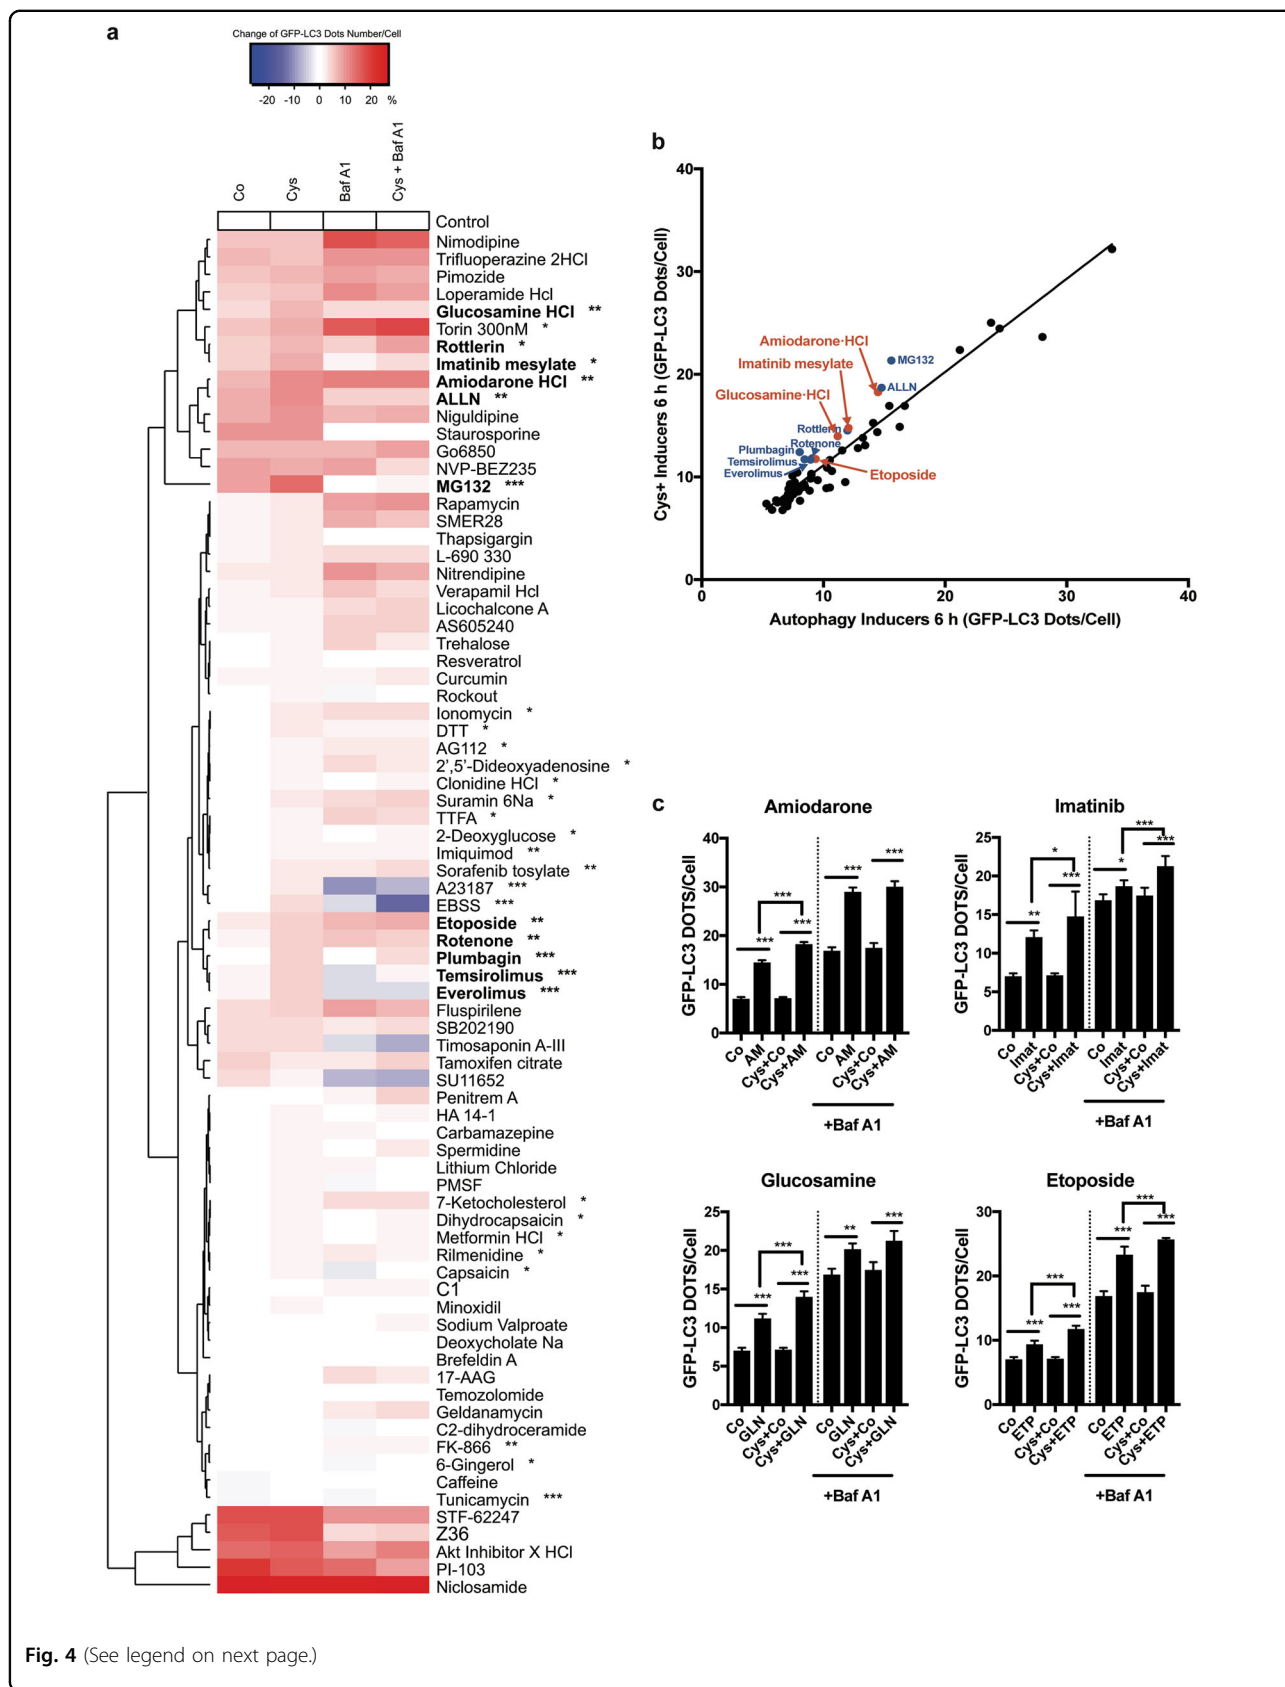 a
Change of GFP-LC3 Dots Number/Cell
-20 -10 0 10 20 %
Co
Cys
Baf A1
Cys + Baf A1
Control
Nimodipine
Trifluoperazine 2HCl
Pimozide
Loperamide Hcl
Glucosamine HCl **
Torin 300nM *
Rottlerin *
Imatinib mesylate *
Amiodarone HCl **
ALLN **
Niguldipine
Staurosporine
Go6850
NVP-BEZ235
MG132 ***
Rapamycin
SMER28
Thapsigargin
L-690 330
Nitrendipine
Verapamil Hcl
Licochalcone A
AS605240
Trehalose
Resveratrol
Curcumin
Rockout
Ionomycin *
DTT *
AG112 *
2',5'-Dideoxyadenosine *
Clonidine HCl *
Suramin 6Na *
TTFA *
2-Deoxyglucose *
Imiquimod **
Sorafenib tosylate **
A23187 ***
EBSS ***
Etoposide **
Rotenone **
Plumbagin ***
Temsirolimus ***
Everolimus ***
Fluspirilene
SB202190
Timosaponin A-III
Tamoxifen citrate
SU11652
Penitrem A
HA 14-1
Carbamazepine
Spermidine
Lithium Chloride
PMSF
7-Ketocholesterol *
Dihydrocapsaicin *
Metformin HCl *
Rilmenidine *
Capsaicin *
C1
Minoxidil
Sodium Valproate
Deoxycholate Na
Brefeldin A
17-AAG
Temozolomide
Geldanamycin
C2-dihydroceramide
FK-866 **
6-Gingerol *
Caffeine
Tunicamycin ***
STF-62247
Z36
Akt Inhibitor X HCl
PI-103
Niclosamide
b
Cys+ Inducers 6 h (GFP-LC3 Dots/Cell)
40
30
20
10
0
Amiodarone·HCl
MG132
Imatinib mesylate
ALLN
Glucosamine·HCl
Rottlerin
Rotenone
Plumbagin
Temsirolimus
Everolimus
Etoposide
0 10 20 30 40
Autophagy Inducers 6 h (GFP-LC3 Dots/Cell)
c
Amiodarone
GFP-LC3 DOTS/Cell
40
30
20
10
0
*** *** *** *** ***
Co AM Cys+Co Cys+AM Co AM Cys+Co Cys+AM
+Baf A1
Imatinib
GFP-LC3 DOTS/Cell
25
20
15
10
5
0
** * *** * *** ***
Co Imat Cys+Co Cys+Imat Co Imat Cys+Co Cys+Imat
+Baf A1
Glucosamine
GFP-LC3 DOTS/Cell
25
20
15
10
5
0
*** *** *** ** ***
Co GLN Cys+Co Cys+GLN Co GLN Cys+Co Cys+GLN
+Baf A1
Etoposide
GFP-LC3 DOTS/Cell
30
20
10
0
*** *** *** *** *** ***
Co ETP Cys+Co Cys+ETP Co ETP Cys+Co Cys+ETP
+Baf A1
Fig. 4 (See legend on next page.)